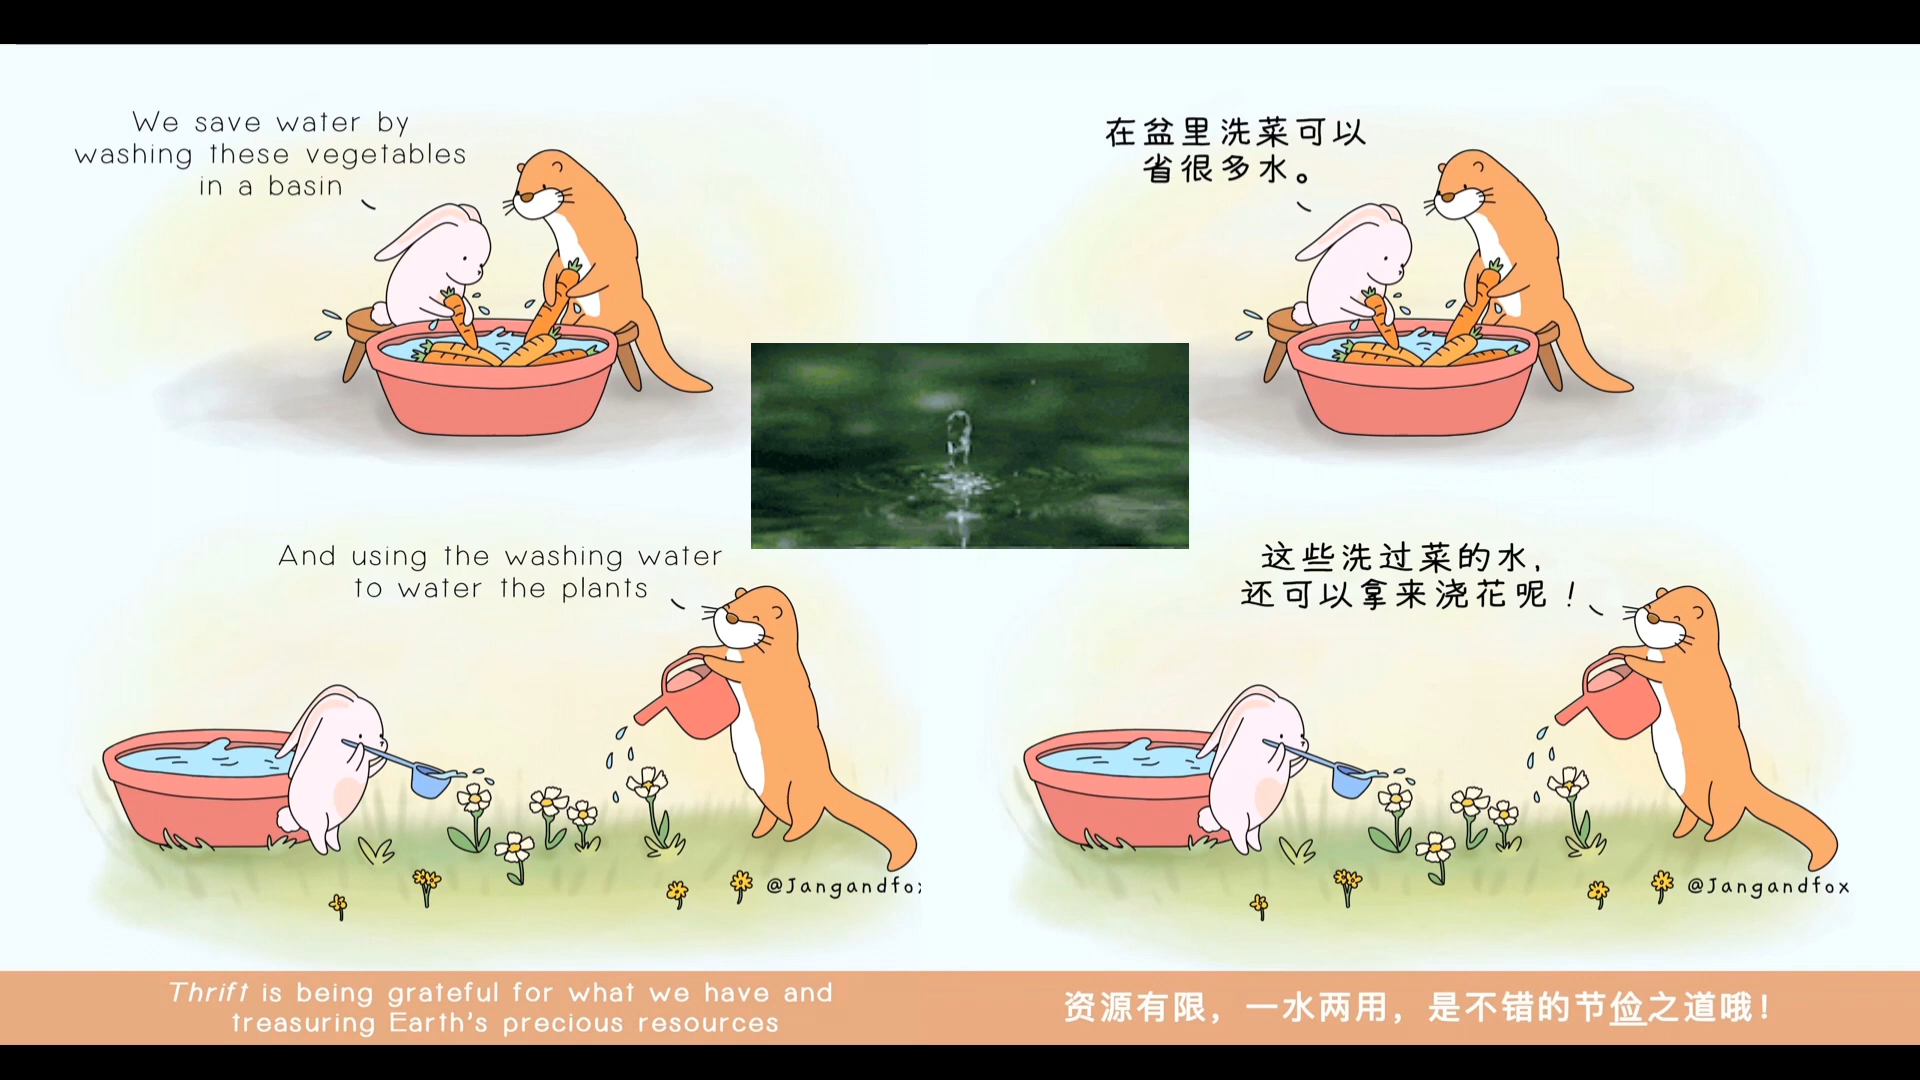 We save water by
washing these vegetables
in a basin
And using the washing water
to water the plants
@Jangandfox
Thrift is being grateful for what we have and
treasuring Earth's precious resources
在盆里洗菜可以
省很多水。
这些洗过菜的水，
还可以拿来浇花呢！
@Jangandfox
资源有限，一水两用，是不错的节俭之道哦！